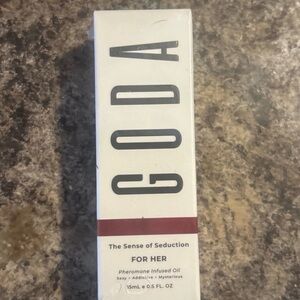 GODA
The Sense of Seduction
FOR HER
Pheromone Infused Oil
Sexy • Addictive • Mysterious
15mL e 0.5 FL. OZ